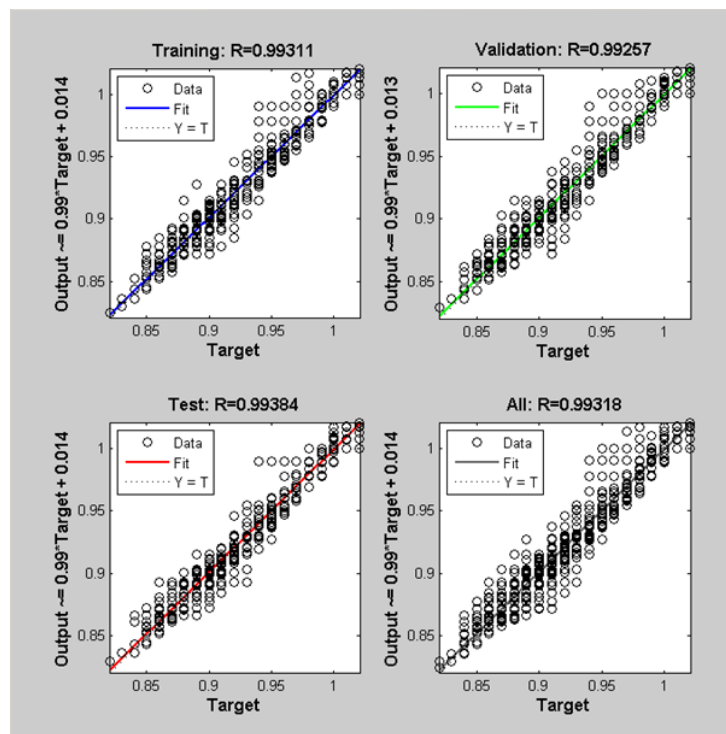 Training: R=0.99311
Output ~= 0.99*Target + 0.014
1
0.95
0.9
0.85
Data
Fit
Y = T
0.85 0.9 0.95 1
Target
Validation: R=0.99257
Output ~= 0.99*Target + 0.013
1
0.95
0.9
0.85
Data
Fit
Y = T
0.85 0.9 0.95 1
Target
Test: R=0.99384
Output ~= 0.99*Target + 0.014
1
0.95
0.9
0.85
Data
Fit
Y = T
0.85 0.9 0.95 1
Target
All: R=0.99318
Output ~= 0.99*Target + 0.014
1
0.95
0.9
0.85
Data
Fit
Y = T
0.85 0.9 0.95 1
Target